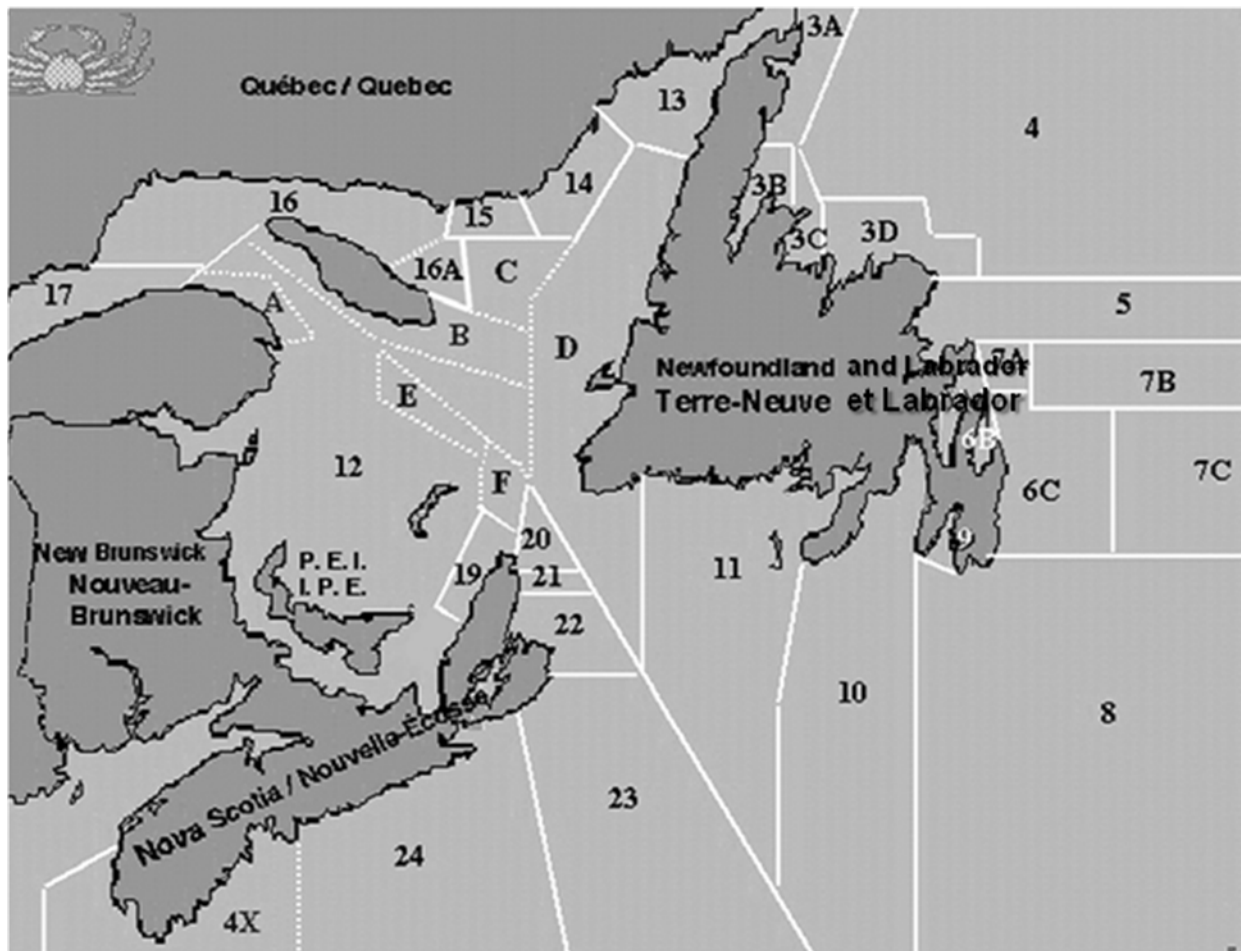 3A
Québec / Quebec
13
4
14
3B
16
15
3C
3D
16A
C
17
A
5
B
D
7A
Newfoundland and Labrador
7B
E
Terre-Neuve et Labrador
6B
12
7C
F
6C
20
9
New Brunswick
P. E. I.
19
11
21
Nouveau-
I. P. E.
Brunswick
22
10
8
Nova Scotia / Nouvelle-Écosse
23
24
4X